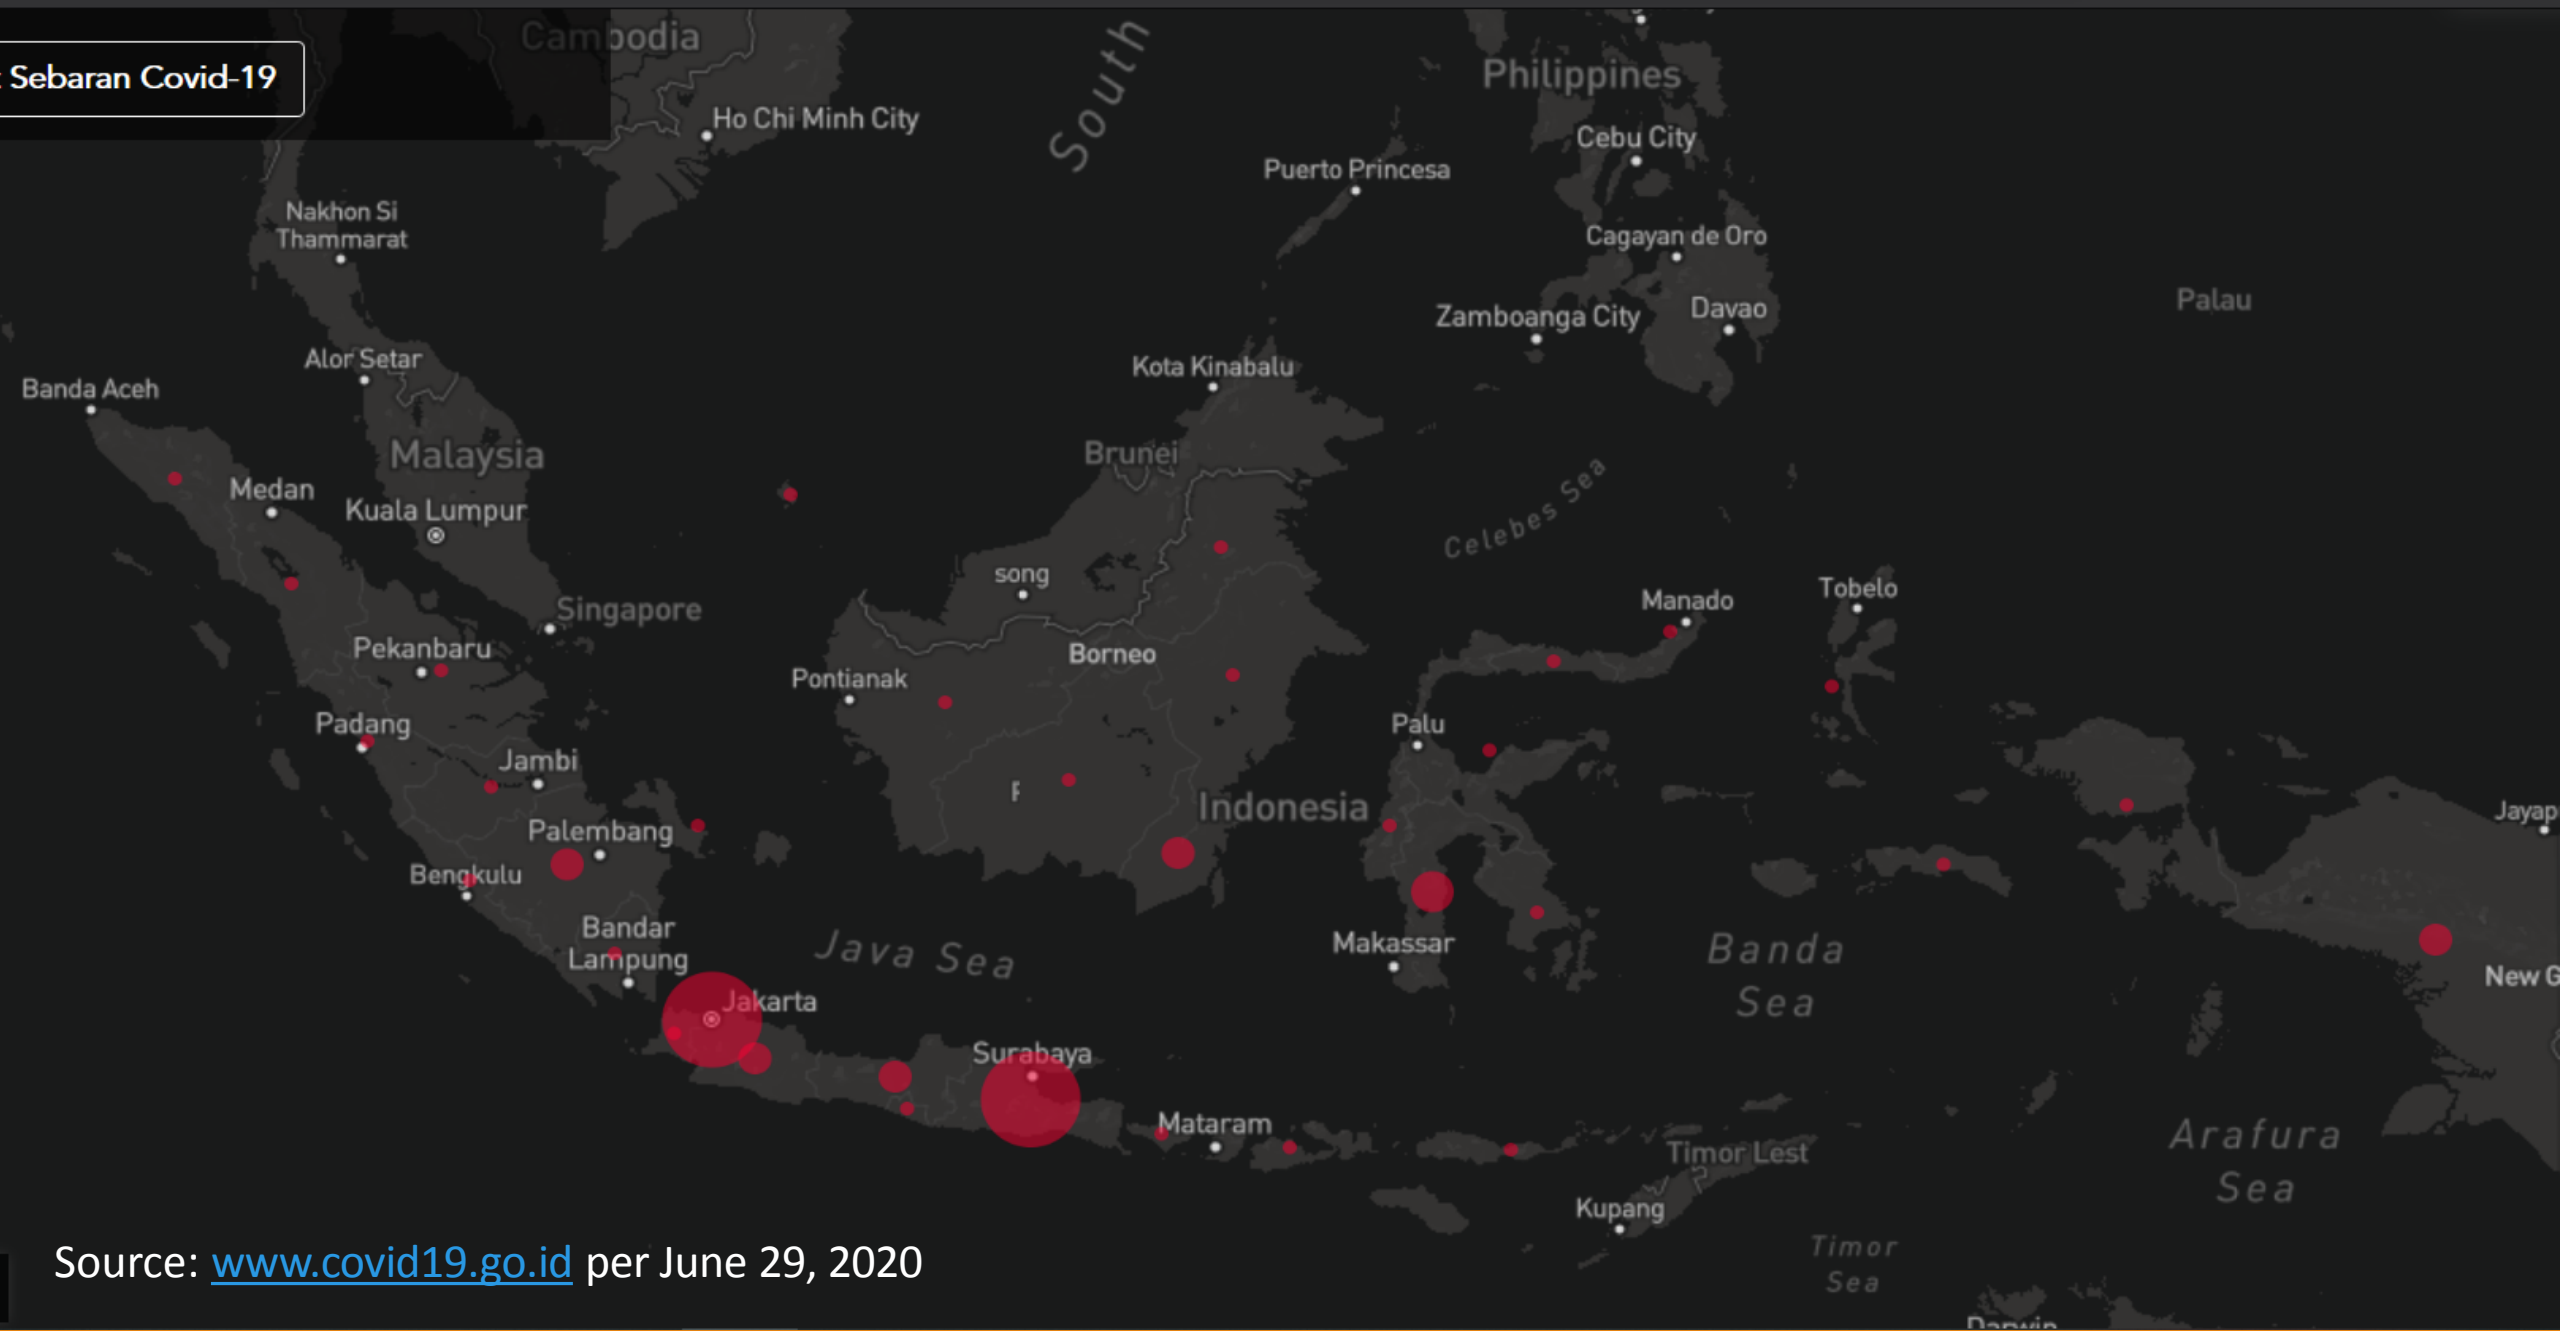 Cambodia
: Sebaran Covid-19
South
Philippines
Ho Chi Minh City
Cebu City
Puerto Princesa
Nakhon Si
Thammarat
Cagayan de Oro
Palau
Zamboanga City
Davao
Alor Setar
Kota Kinabalu
Banda Aceh
Malaysia
Brunei
Celebes Sea
Medan
Kuala Lumpur
song
Singapore
Manado
Tobelo
Pekanbaru
Borneo
Pontianak
Padang
Palu
Jambi
Indonesia
Jayap
Palembang
Bengkulu
Bandar
Lampung
Java Sea
Makassar
Banda
Sea
New G
Jakarta
Surabaya
Mataram
Timor Lest
Arafura
Sea
Kupang
Timor
Sea
Source: www.covid19.go.id per June 29, 2020